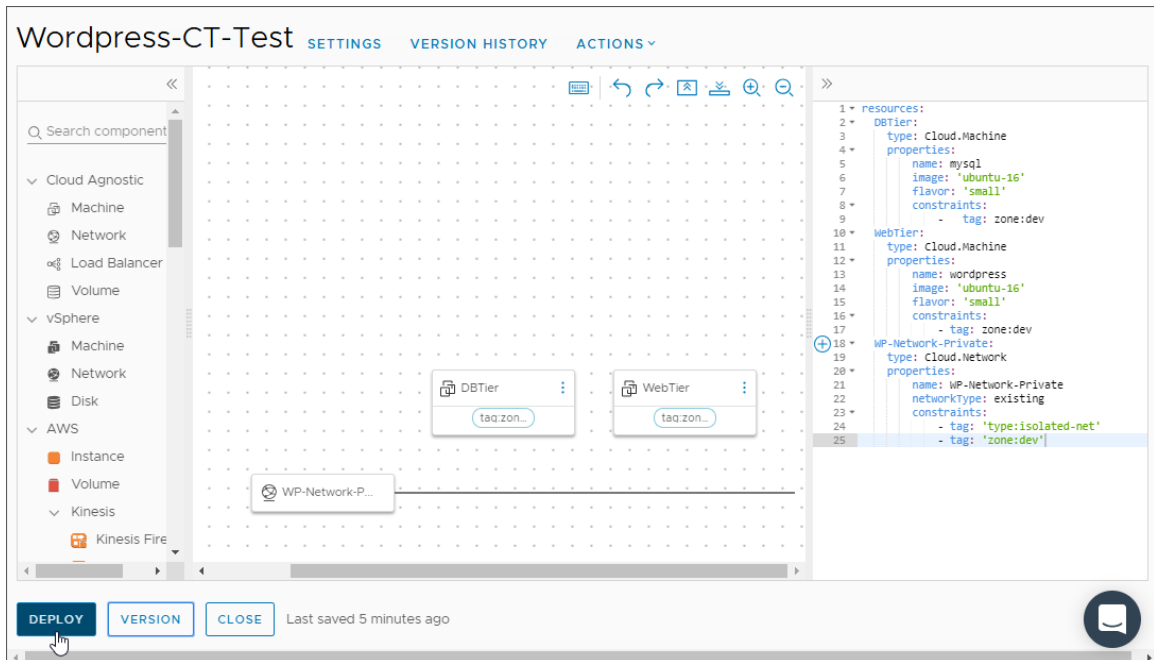 Wordpress-CT-Test SETTINGS VERSION HISTORY ACTIONS
Search component
Cloud Agnostic
Machine
Network
Load Balancer
Volume
vSphere
Machine
Network
Disk
AWS
Instance
Volume
Kinesis
Kinesis Fire
DBTier
tag:zon...
WebTier
tag:zon...
WP-Network-P...
1 resources:
2 DBTier:
3 type: Cloud.Machine
4 properties:
5 name: mysql
6 image: 'ubuntu-16'
7 flavor: 'small'
8 constraints:
9 - tag: zone:dev
10 WebTier:
11 type: Cloud.Machine
12 properties:
13 name: wordpress
14 image: 'ubuntu-16'
15 flavor: 'small'
16 constraints:
17 - tag: zone:dev
18 WP-Network-Private:
19 type: Cloud.Network
20 properties:
21 name: WP-Network-Private
22 networkType: existing
23 constraints:
24 - tag: 'type:isolated-net'
25 - tag: 'zone:dev'
DEPLOY VERSION CLOSE Last saved 5 minutes ago